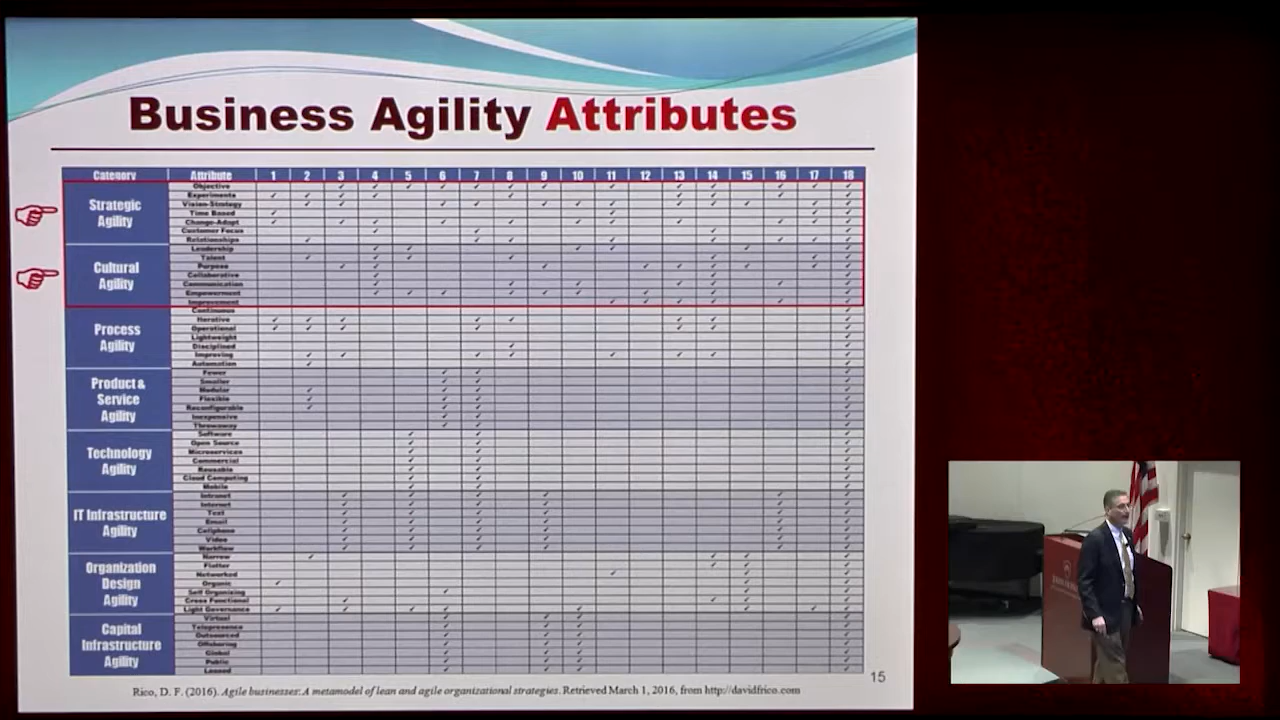 Business Agility Attributes
Category Attribute 1 2 3 4 5 6 7 8 9 10 11 12 13 14 15 16 17 18
Strategic Agility
Objective
Experiments
Vision-Strategy
Time Based
Change-Adapt
Customer Focus
Relationships
Cultural Agility
Leadership
Talent
Purpose
Collaborative
Communication
Empowerment
Improvement
Process Agility
Continuous
Iterative
Operational
Lightweight
Disciplined
Improving
Automation
Product & Service Agility
Fewer
Smaller
Modular
Flexible
Reconfigurable
Inexpensive
Throwaway
Technology Agility
Software
Open Source
Microservices
Commercial
Reusable
Cloud Computing
Mobile
IT Infrastructure Agility
Intranet
Internet
Text
Email
Cellphone
Video
Workflow
Organization Design Agility
Narrow
Flatter
Networked
Organic
Self Organizing
Cross Functional
Light Governance
Capital Infrastructure Agility
Virtual
Telepresence
Outsourced
Offshoring
Global
Public
Leased
Rico, D. F. (2016). Agile businesses: A metamodel of lean and agile organizational strategies. Retrieved March 1, 2016, from http://davidfrico.com
15